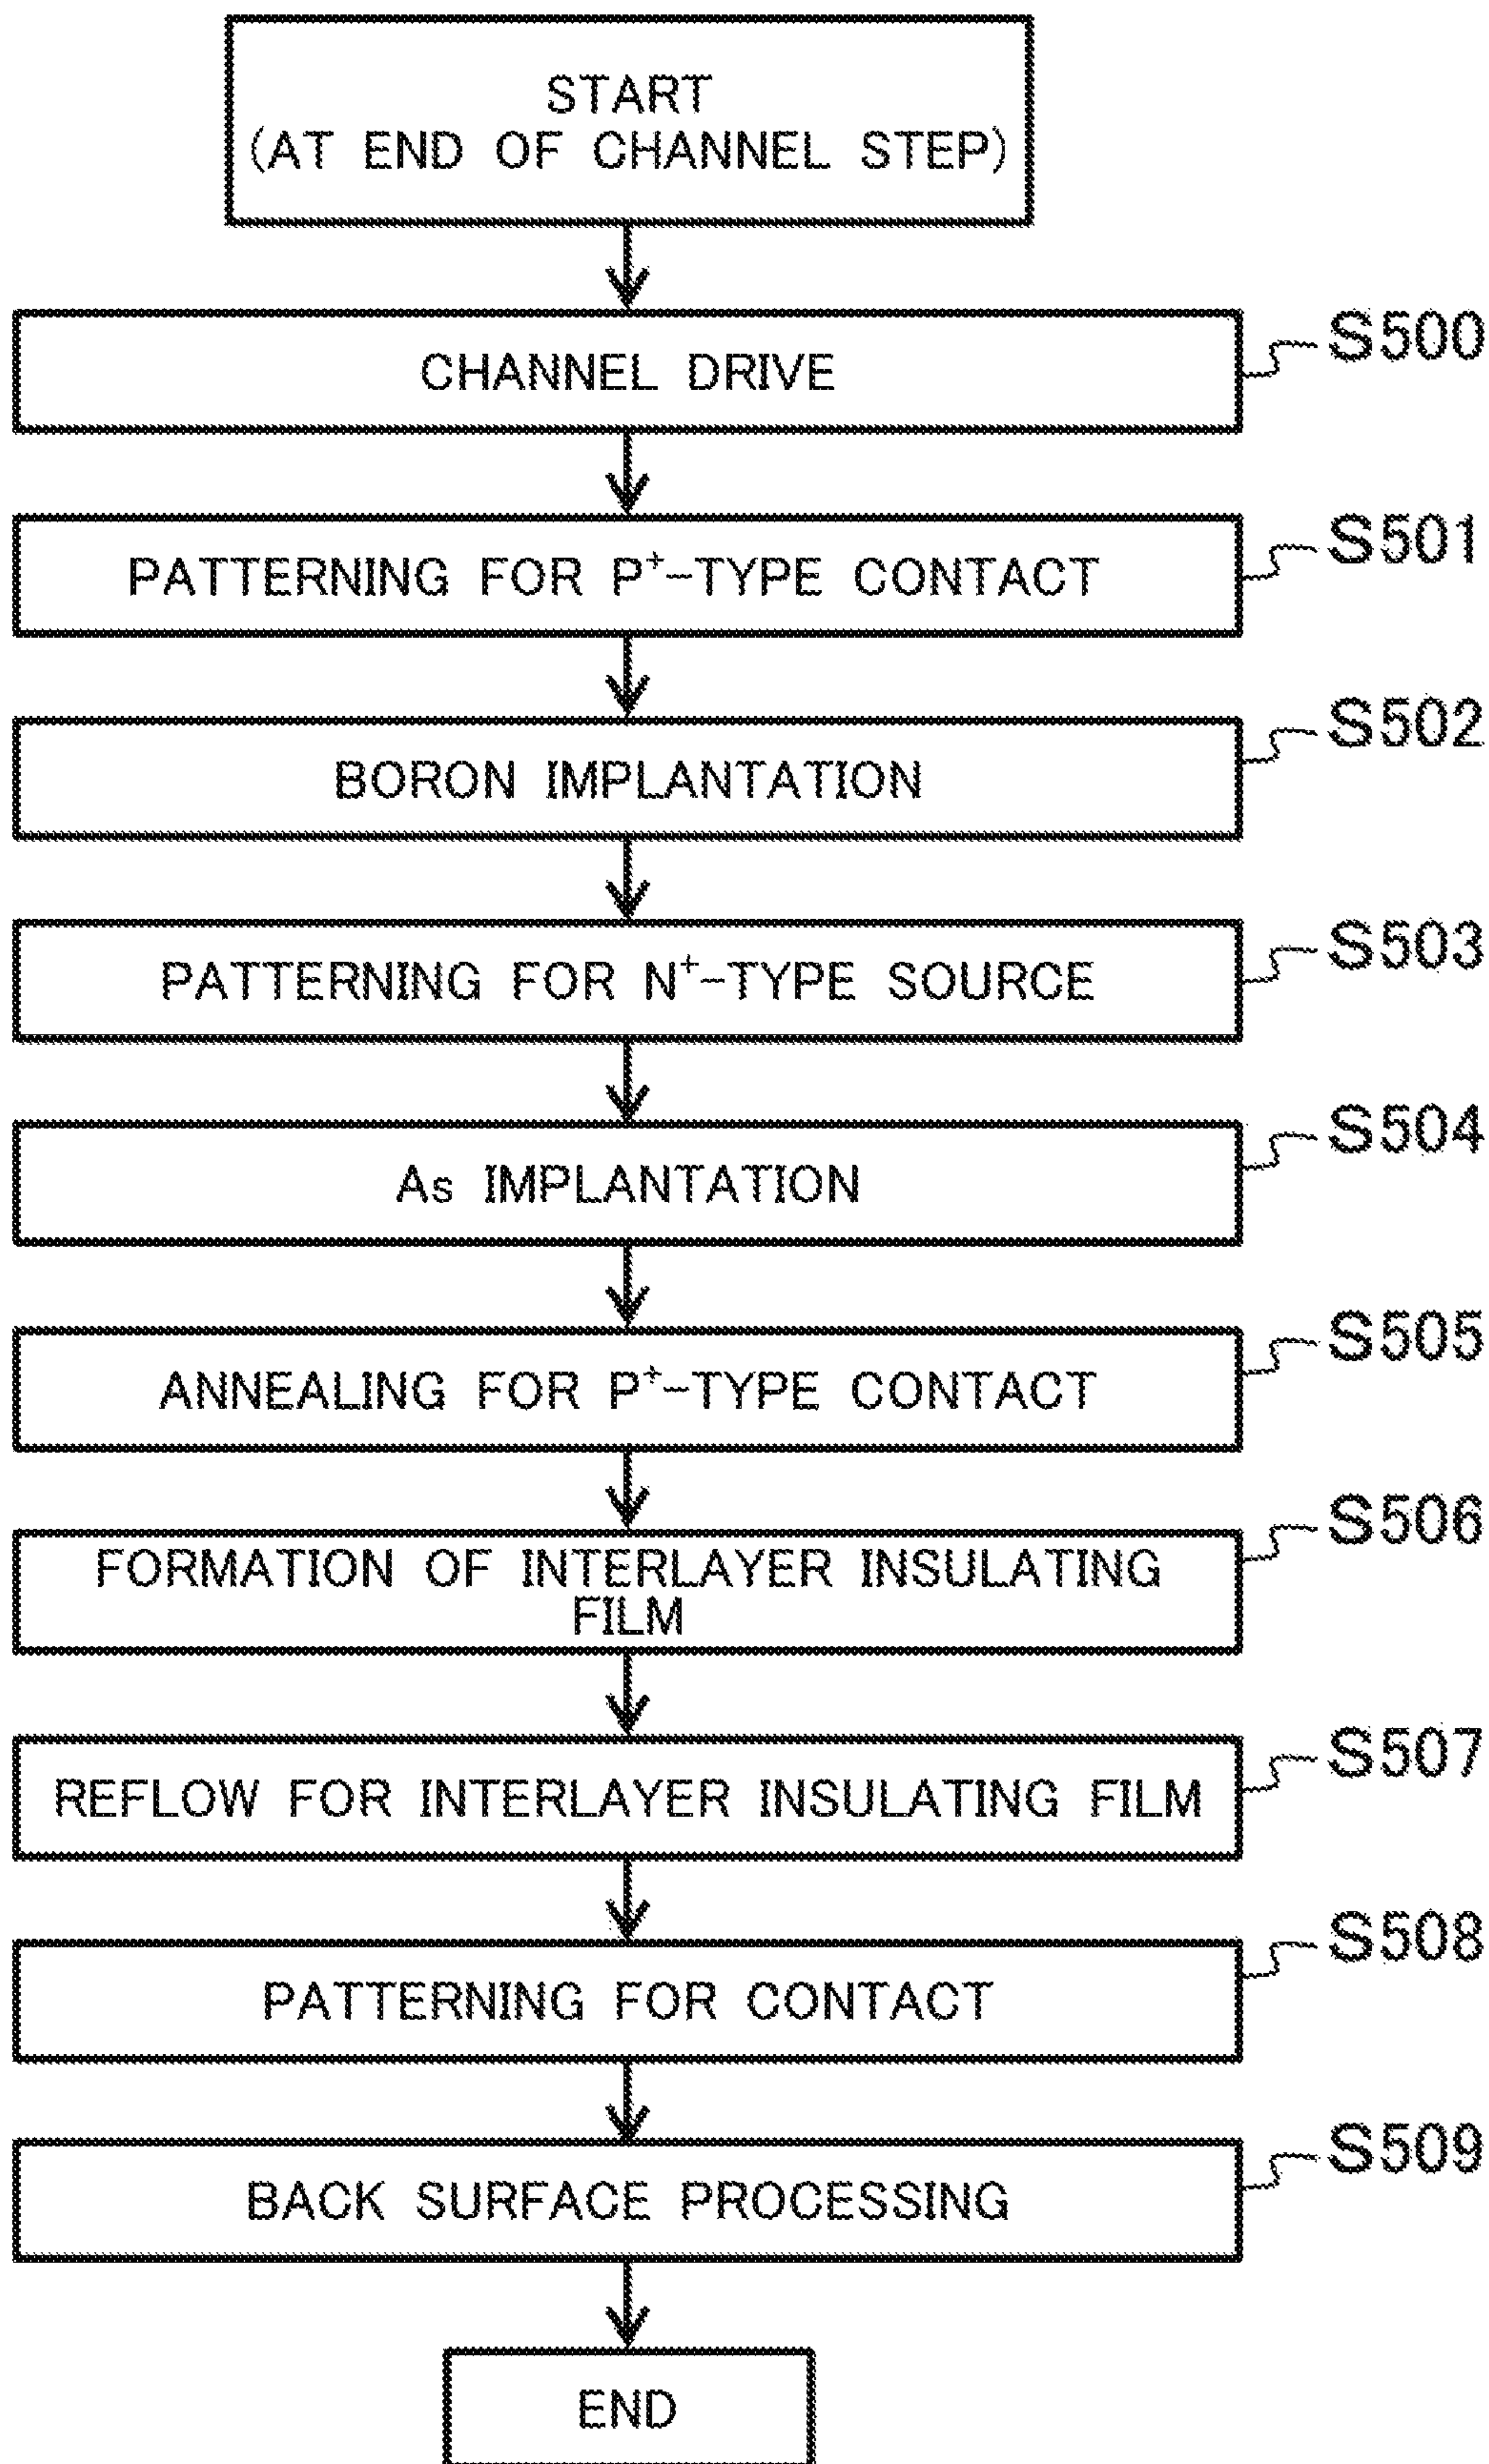 START
(AT END OF CHANNEL STEP)
CHANNEL DRIVE
S500
PATTERNING FOR P⁺-TYPE CONTACT
S501
BORON IMPLANTATION
S502
PATTERNING FOR N⁺-TYPE SOURCE
S503
As IMPLANTATION
S504
ANNEALING FOR P⁺-TYPE CONTACT
S505
FORMATION OF INTERLAYER INSULATING
FILM
S506
REFLOW FOR INTERLAYER INSULATING FILM
S507
PATTERNING FOR CONTACT
S508
BACK SURFACE PROCESSING
S509
END